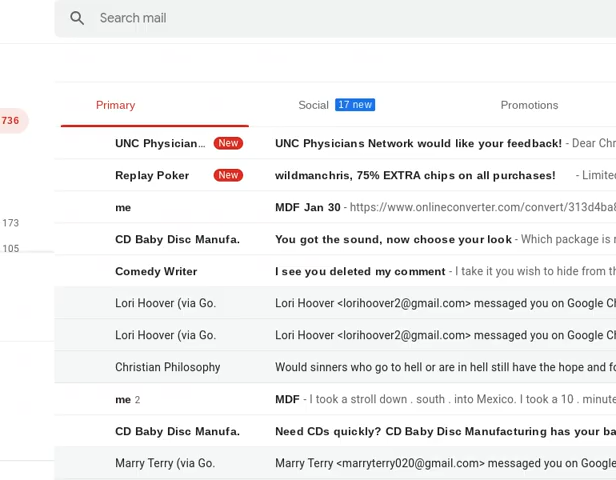 Search mail
Primary Social 17 new Promotions
736
UNC Physician... New UNC Physicians Network would like your feedback! - Dear Chr
Replay Poker New wildmanchris, 75% EXTRA chips on all purchases! - Limite
me MDF Jan 30 - https://www.onlineconverter.com/convert/313d4ba8
173
CD Baby Disc Manufa. You got the sound, now choose your look - Which package is
105
Comedy Writer I see you deleted my comment - I take it you wish to hide from th
Lori Hoover (via Go. Lori Hoover <lorihoover2@gmail.com> messaged you on Google Ch
Lori Hoover (via Go. Lori Hoover <lorihoover2@gmail.com> messaged you on Google Ch
Christian Philosophy Would sinners who go to hell or are in hell still have the hope and fo
me 2 MDF - I took a stroll down . south . into Mexico. I took a 10 . minute
CD Baby Disc Manufa. Need CDs quickly? CD Baby Disc Manufacturing has your ba
Marry Terry (via Go. Marry Terry <marryterry020@gmail.com> messaged you on Google